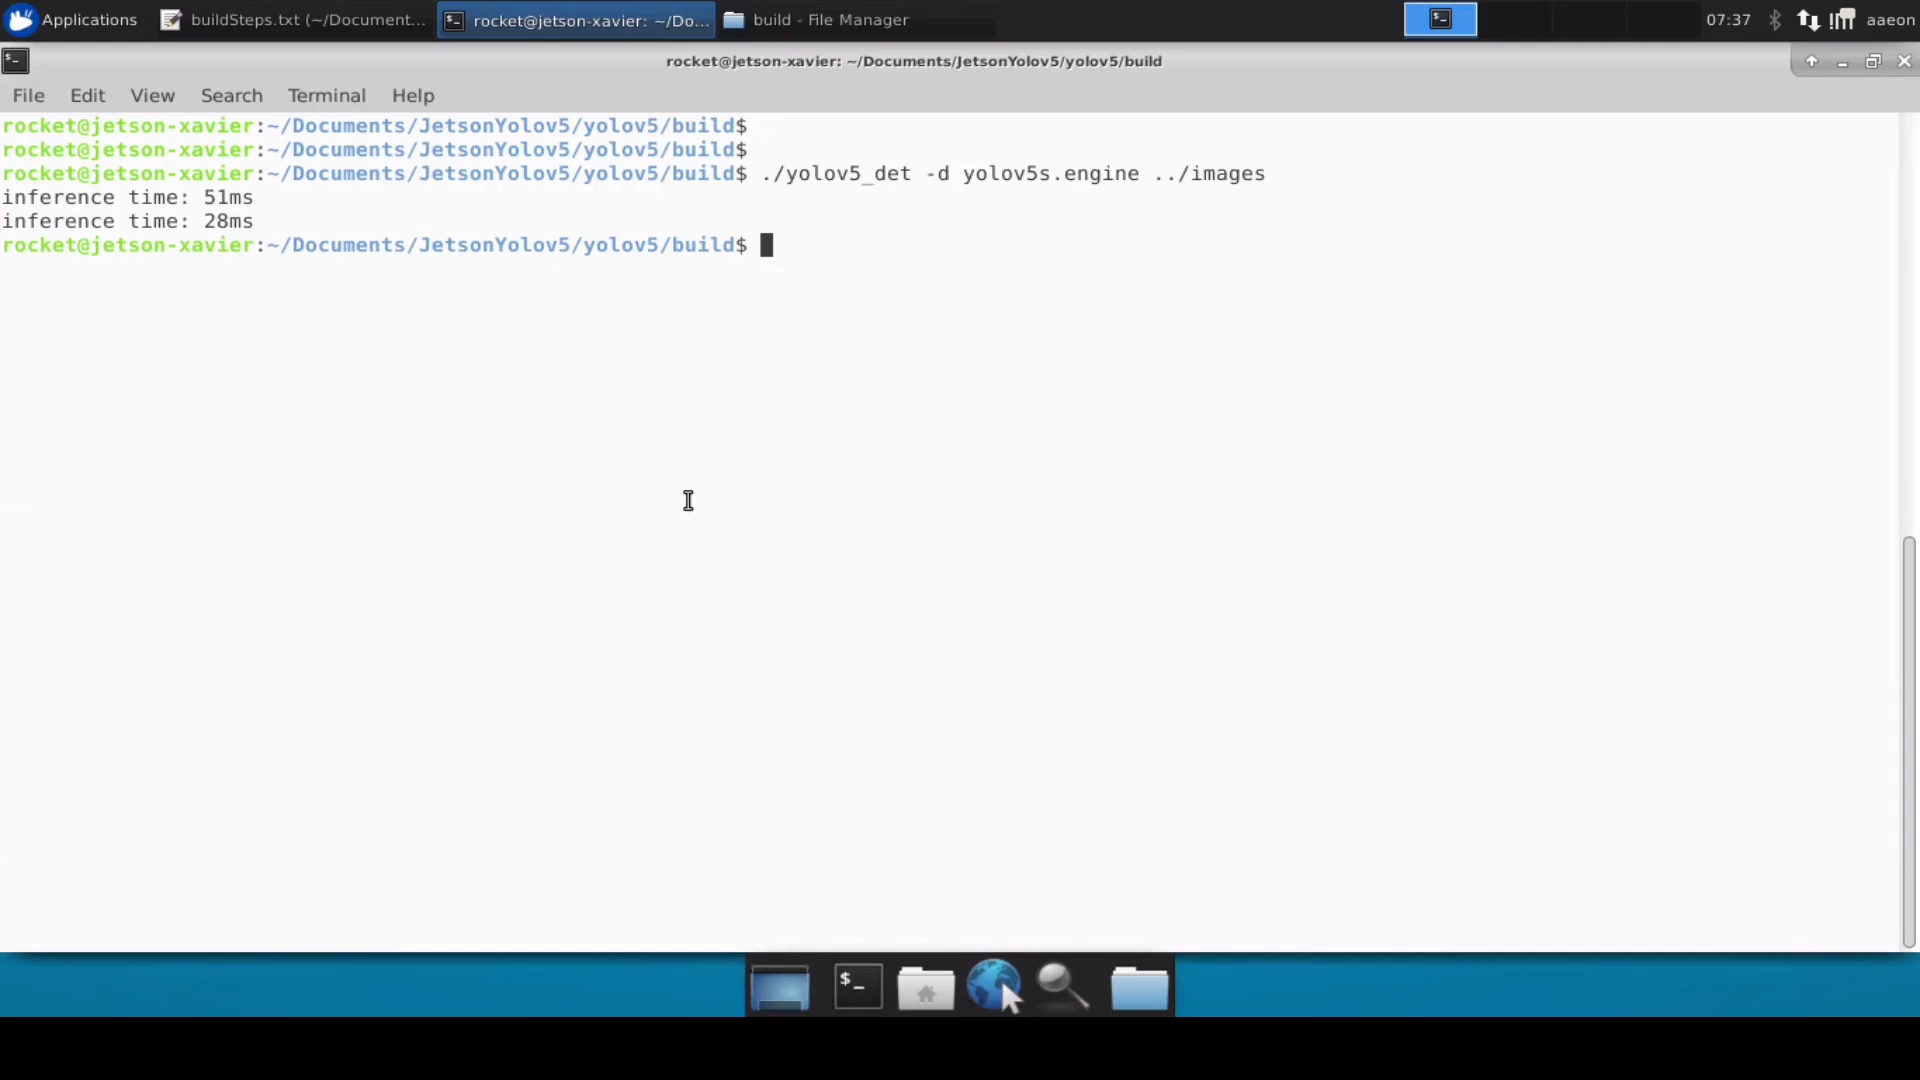 Applications buildSteps.txt (~/Document... rocket@jetson-xavier: ~/Do... build - File Manager 07:37 aaeon
rocket@jetson-xavier: ~/Documents/JetsonYolov5/yolov5/build
File Edit View Search Terminal Help
rocket@jetson-xavier:~/Documents/JetsonYolov5/yolov5/build$
rocket@jetson-xavier:~/Documents/JetsonYolov5/yolov5/build$
rocket@jetson-xavier:~/Documents/JetsonYolov5/yolov5/build$ ./yolov5_det -d yolov5s.engine ../images
inference time: 51ms
inference time: 28ms
rocket@jetson-xavier:~/Documents/JetsonYolov5/yolov5/build$